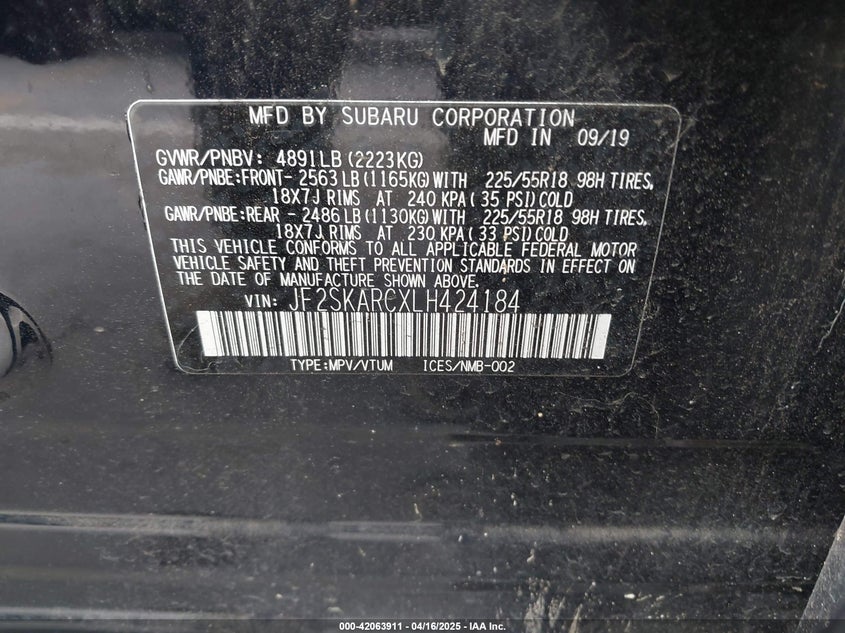 MFD BY SUBARU CORPORATION
MFD IN 09/19
GVWR/PNBV: 4891LB (2223KG)
GAWR/PNBE:FRONT- 2563 LB (1165KG) WITH 225/55R18 98H TIRES,
18X7J RIMS AT 240 KPA ( 35 PSI) COLD
GAWR/PNBE:REAR - 2486 LB (1130KG) WITH 225/55R18 98H TIRES,
18X7J RIMS AT 230 KPA ( 33 PSI) COLD
THIS VEHICLE CONFORMS TO ALL APPLICABLE FEDERAL MOTOR
VEHICLE SAFETY AND THEFT PREVENTION STANDARDS IN EFFECT ON
THE DATE OF MANUFACTURE SHOWN ABOVE.
VIN: JF2SKARCXLH424184
TYPE:MPV/VTUM ICES/NMB-002
000-42063911 - 04/16/2025 - IAA Inc.